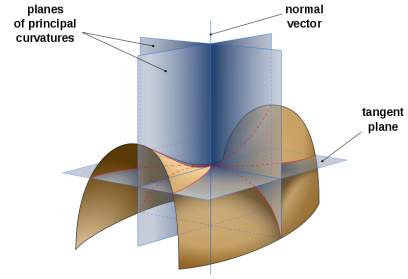 planes
of principal
curvatures
normal
vector
tangent
plane